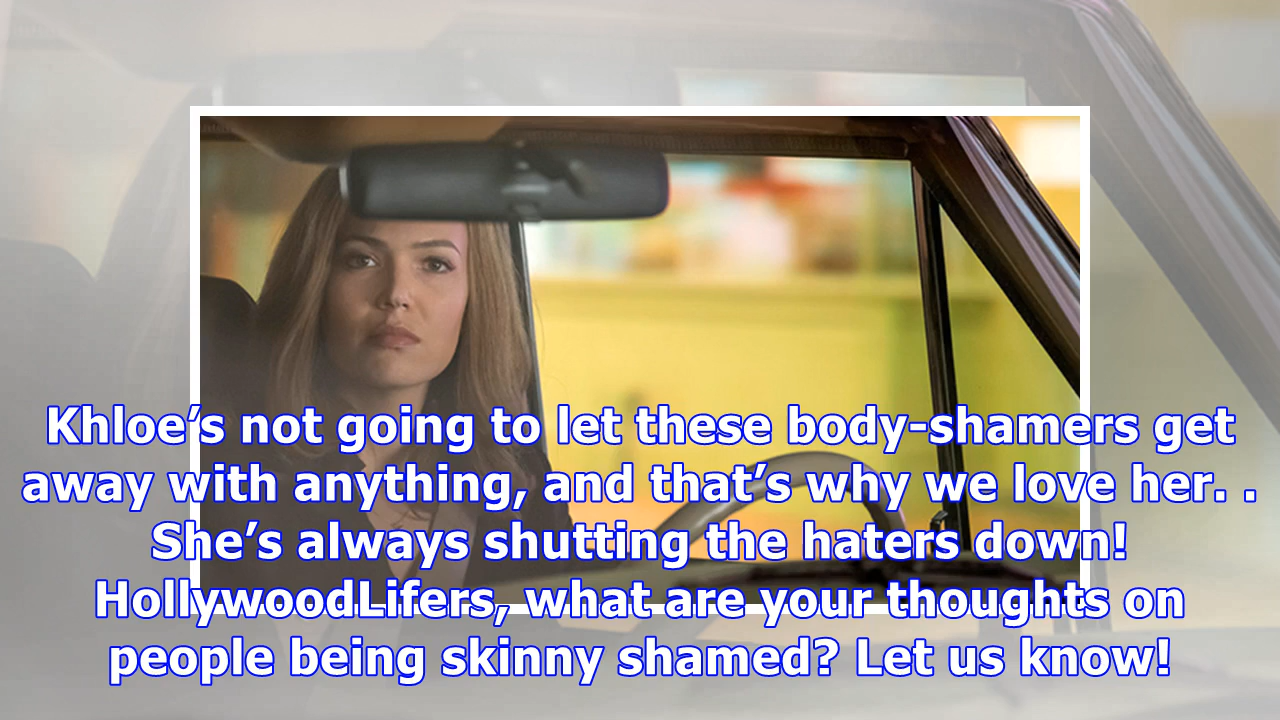 Khloe’s not going to let these body-shamers get
away with anything, and that’s why we love her. .
She’s always shutting the haters down!
HollywoodLifers, what are your thoughts on
people being skinny shamed? Let us know!